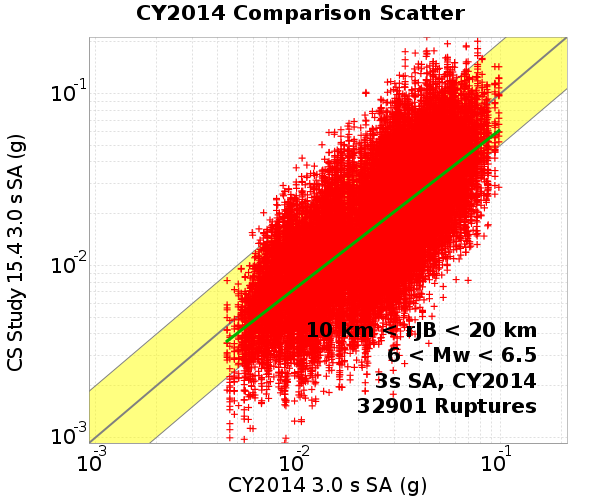 CY2014 Comparison Scatter
CS Study 15.4 3.0 s SA (g)
10-1
10-2
10-3
10 km < rJB < 20 km
6 < Mw < 6.5
3s SA, CY2014
32901 Ruptures
10-3 10-2 10-1
CY2014 3.0 s SA (g)